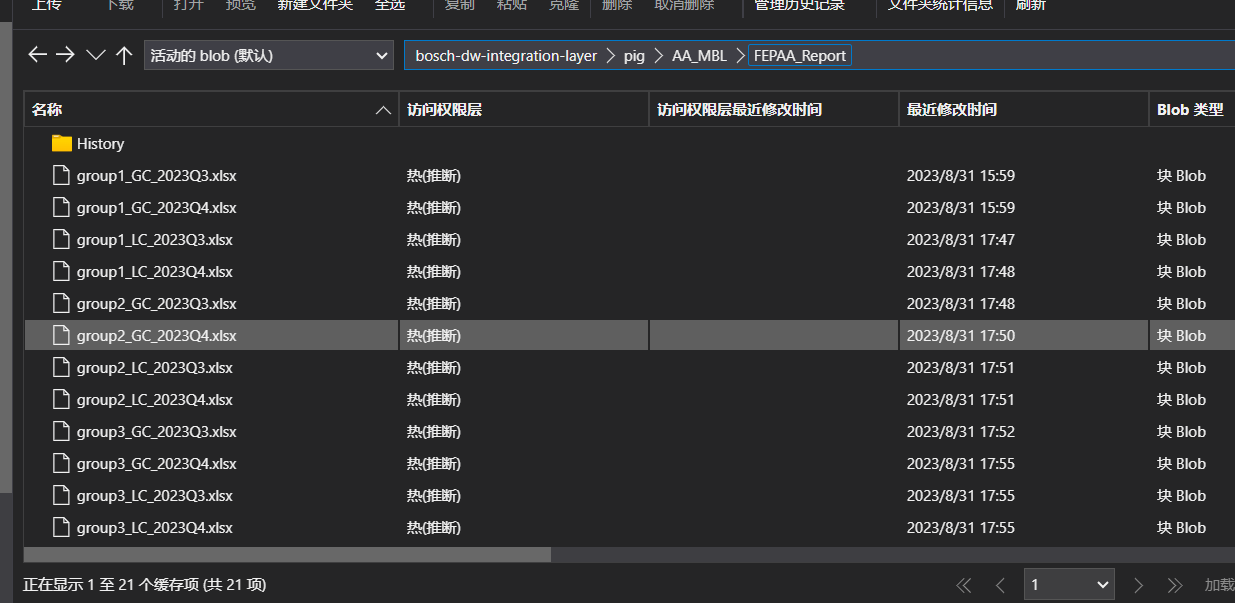 上传 下载 打开 预览 新建文件夹 全选 复制 粘贴 克隆 删除 取消删除 管理历史记录 文件夹统计信息 刷新
活动的 blob (默认) bosch-dw-integration-layer pig AA_MBL FEPAA_Report
名称 访问权限层 访问权限层最近修改时间 最近修改时间 Blob 类型
History
group1_GC_2023Q3.xlsx 热(推断) 2023/8/31 15:59 块 Blob
group1_GC_2023Q4.xlsx 热(推断) 2023/8/31 15:59 块 Blob
group1_LC_2023Q3.xlsx 热(推断) 2023/8/31 17:47 块 Blob
group1_LC_2023Q4.xlsx 热(推断) 2023/8/31 17:48 块 Blob
group2_GC_2023Q3.xlsx 热(推断) 2023/8/31 17:48 块 Blob
group2_GC_2023Q4.xlsx 热(推断) 2023/8/31 17:50 块 Blob
group2_LC_2023Q3.xlsx 热(推断) 2023/8/31 17:51 块 Blob
group2_LC_2023Q4.xlsx 热(推断) 2023/8/31 17:51 块 Blob
group3_GC_2023Q3.xlsx 热(推断) 2023/8/31 17:52 块 Blob
group3_GC_2023Q4.xlsx 热(推断) 2023/8/31 17:55 块 Blob
group3_LC_2023Q3.xlsx 热(推断) 2023/8/31 17:55 块 Blob
group3_LC_2023Q4.xlsx 热(推断) 2023/8/31 17:55 块 Blob
正在显示 1 至 21 个缓存项 (共 21 项) 1 加载